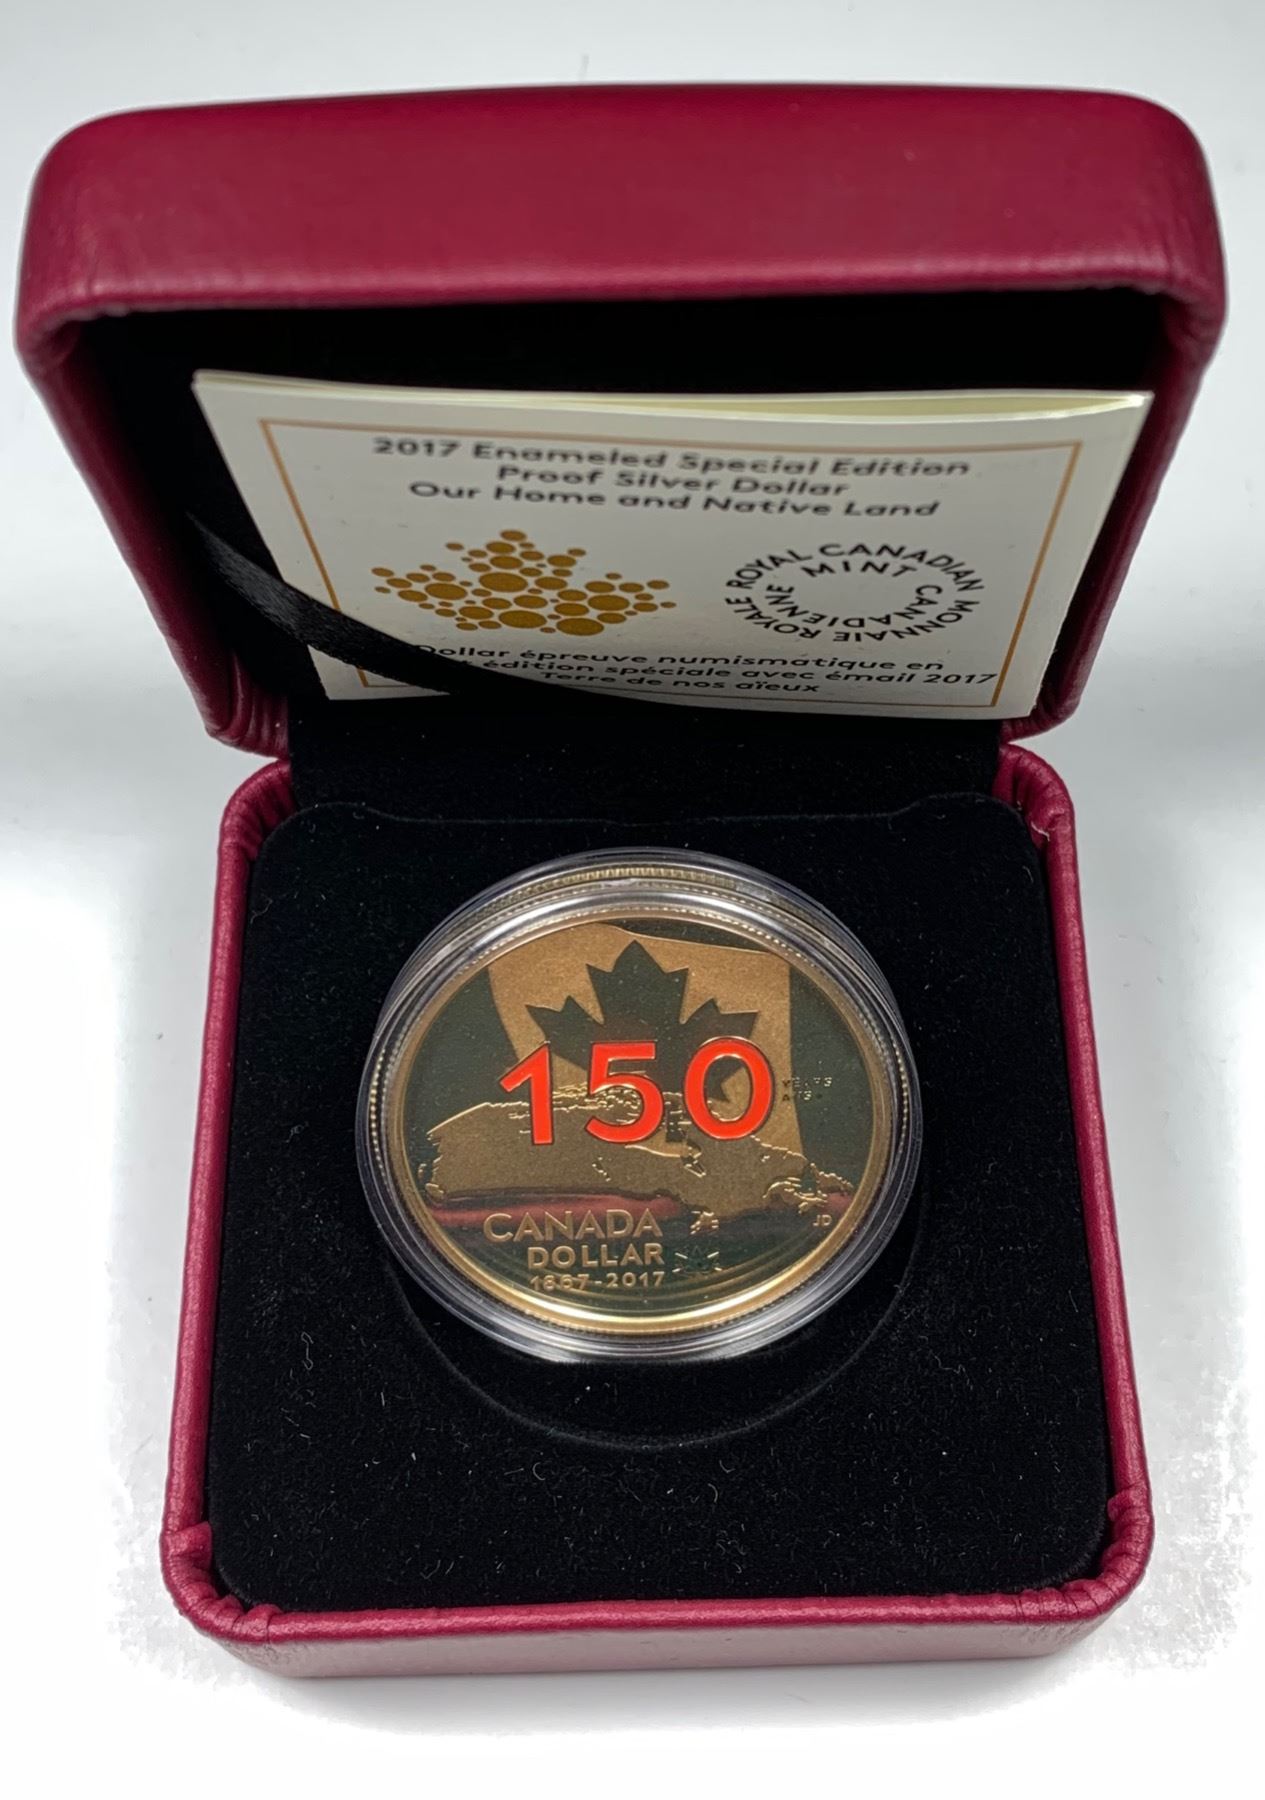 2017 Enameled Special Edition
Proof Silver Dollar
Our Home and Native Land
ROYAL CANADIAN MINT
MONNAIE ROYALE CANADIENNE
Dollar épreuve numismatique en
édition spéciale avec émail 2017
Terre de nos aïeux
150
YEARS
ANS
CANADA
DOLLAR
1867-2017
JD